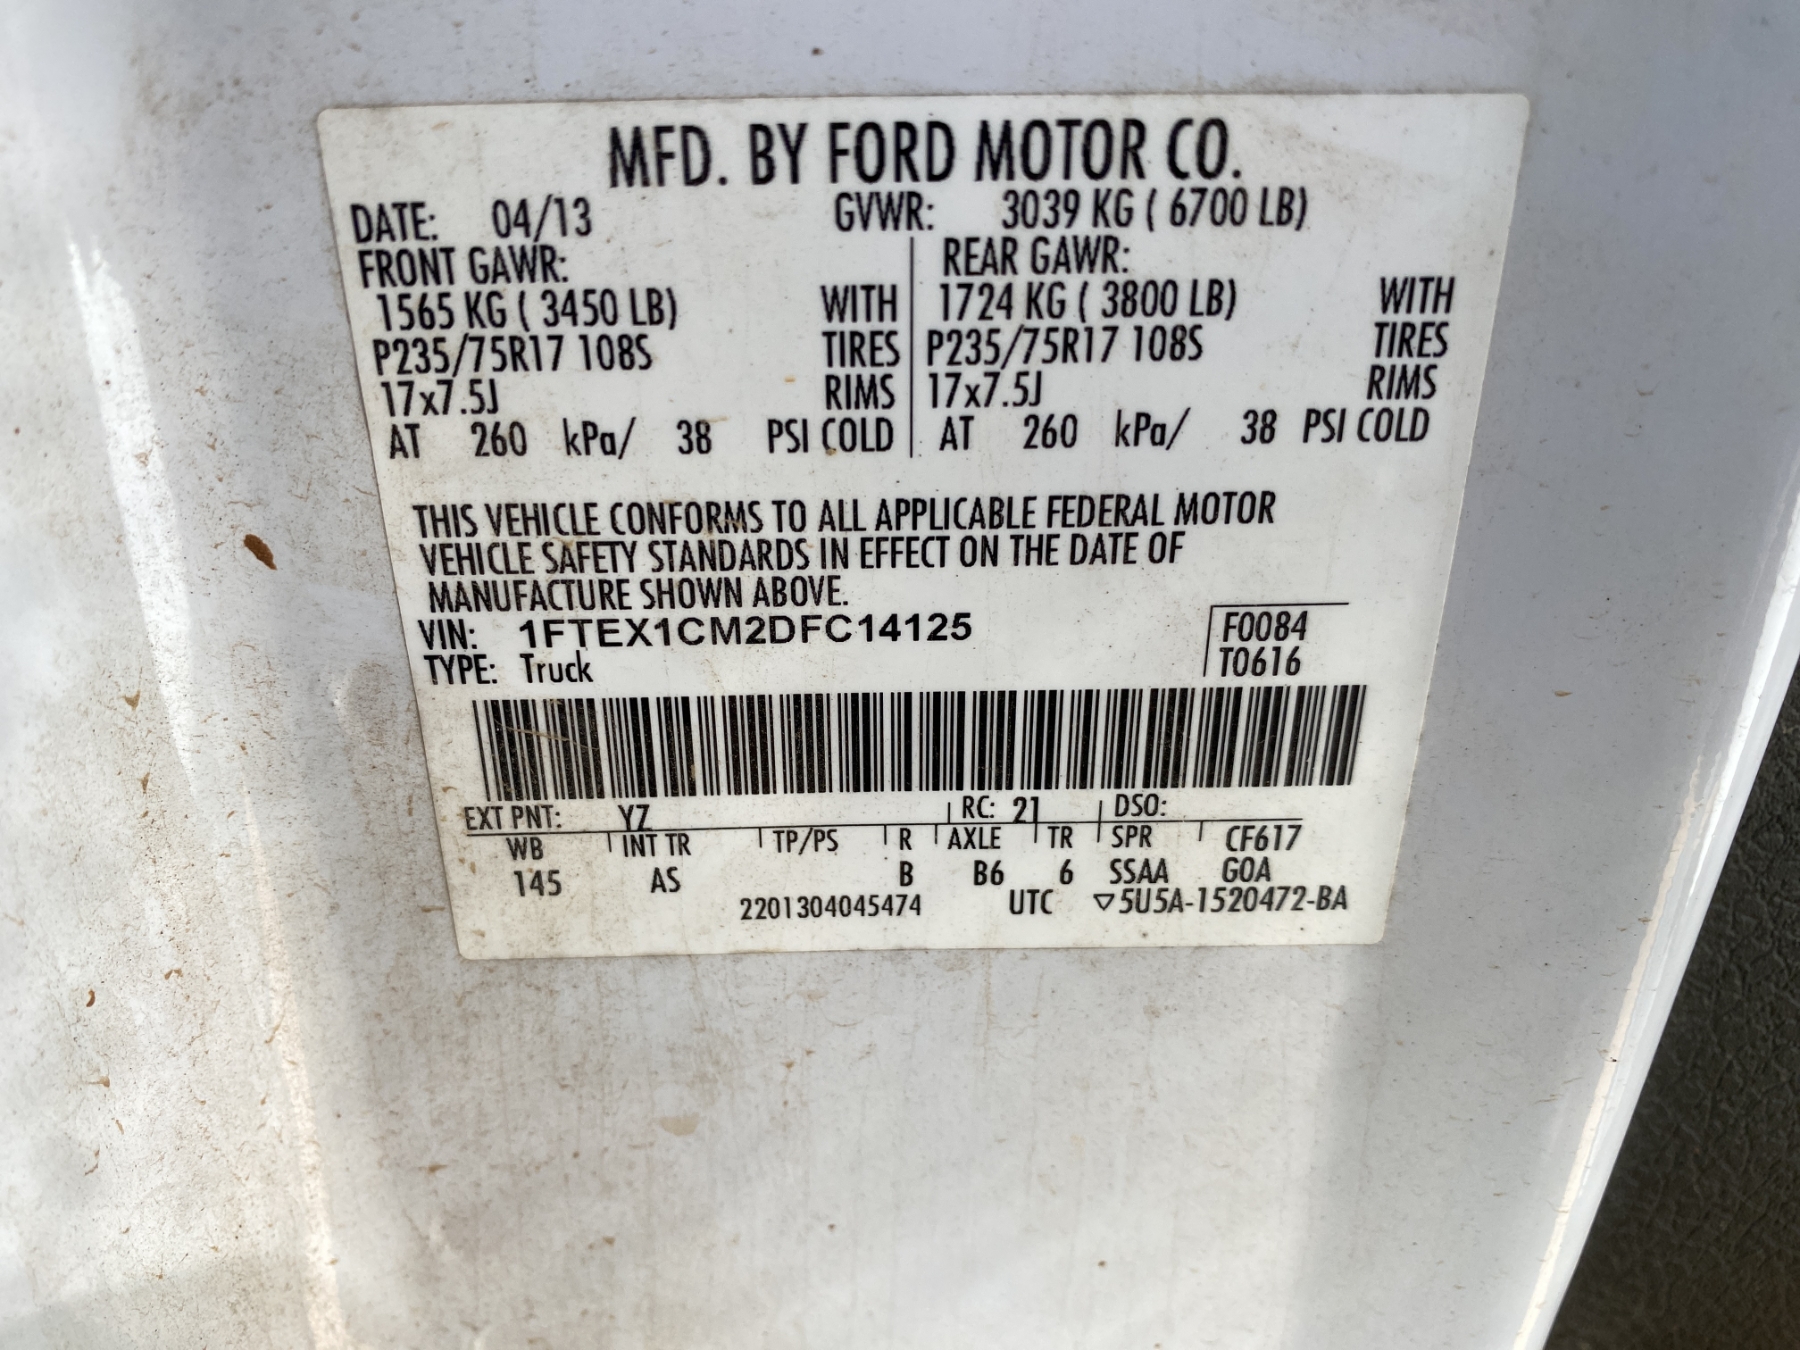 MFD. BY FORD MOTOR CO.
DATE: 04/13 GVWR: 3039 KG ( 6700 LB)
FRONT GAWR: REAR GAWR:
1565 KG ( 3450 LB) WITH 1724 KG ( 3800 LB) WITH
P235/75R17 108S TIRES P235/75R17 108S TIRES
17x7.5J RIMS 17x7.5J RIMS
AT 260 kPa/ 38 PSI COLD AT 260 kPa/ 38 PSI COLD
THIS VEHICLE CONFORMS TO ALL APPLICABLE FEDERAL MOTOR
VEHICLE SAFETY STANDARDS IN EFFECT ON THE DATE OF
MANUFACTURE SHOWN ABOVE.
VIN: 1FTEX1CM2DFC14125 F0084
TYPE: Truck T0616
EXT PNT: YZ RC: 21 DSO:
WB INT TR TP/PS R AXLE TR SPR CF617
145 AS B B6 6 SSAA GOA
2201304045474 UTC ▽5U5A-1520472-BA